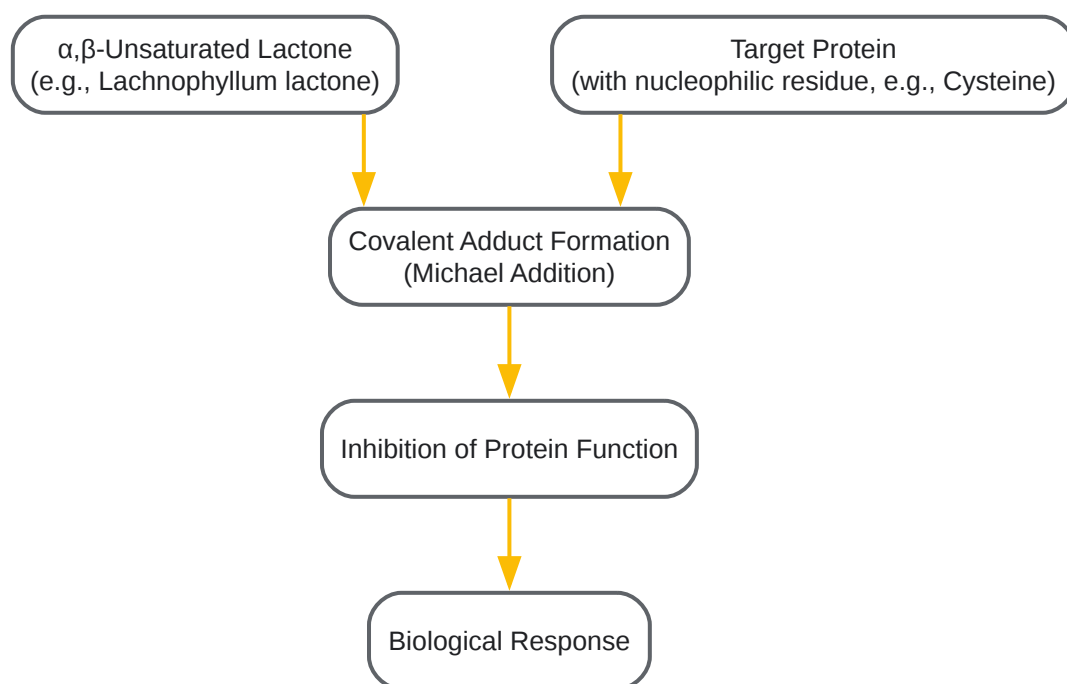 α,β-Unsaturated Lactone
(e.g., Lachnophyllum lactone)
Target Protein
(with nucleophilic residue, e.g., Cysteine)
Covalent Adduct Formation
(Michael Addition)
Inhibition of Protein Function
Biological Response